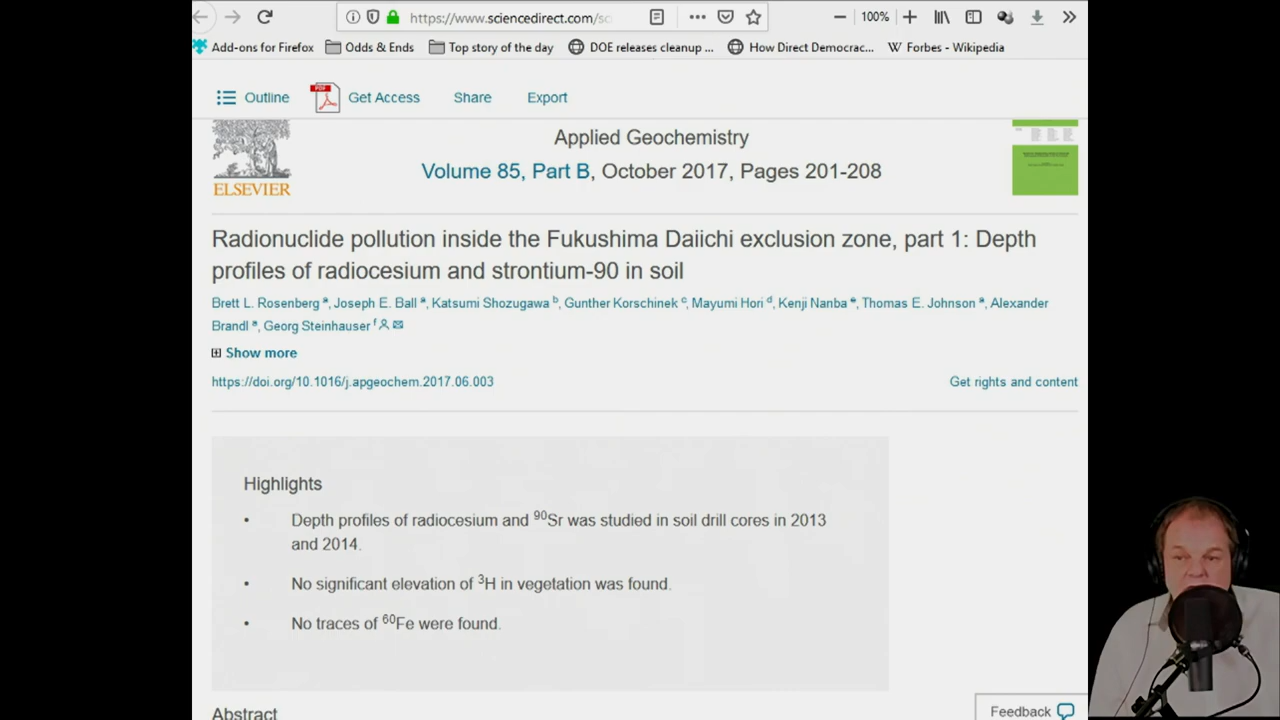 https://www.sciencedirect.com/sc
100%
Add-ons for Firefox
Odds & Ends
Top story of the day
DOE releases cleanup ...
How Direct Democrac...
W Forbes - Wikipedia
Outline
PDF
Get Access
Share
Export
ELSEVIER
Applied Geochemistry
Volume 85, Part B, October 2017, Pages 201-208
Radionuclide pollution inside the Fukushima Daiichi exclusion zone, part 1: Depth
profiles of radiocesium and strontium-90 in soil
Brett L. Rosenberg ᵃ, Joseph E. Ball ᵃ, Katsumi Shozugawa ᵇ, Gunther Korschinek ᶜ, Mayumi Hori ᵈ, Kenji Nanba ᵉ, Thomas E. Johnson ᵃ, Alexander
Brandl ᵃ, Georg Steinhauser ᶠ
Show more
https://doi.org/10.1016/j.apgeochem.2017.06.003
Get rights and content
Highlights
• Depth profiles of radiocesium and ⁹⁰Sr was studied in soil drill cores in 2013
and 2014.
• No significant elevation of ³H in vegetation was found.
• No traces of ⁶⁰Fe were found.
Abstract
Feedback